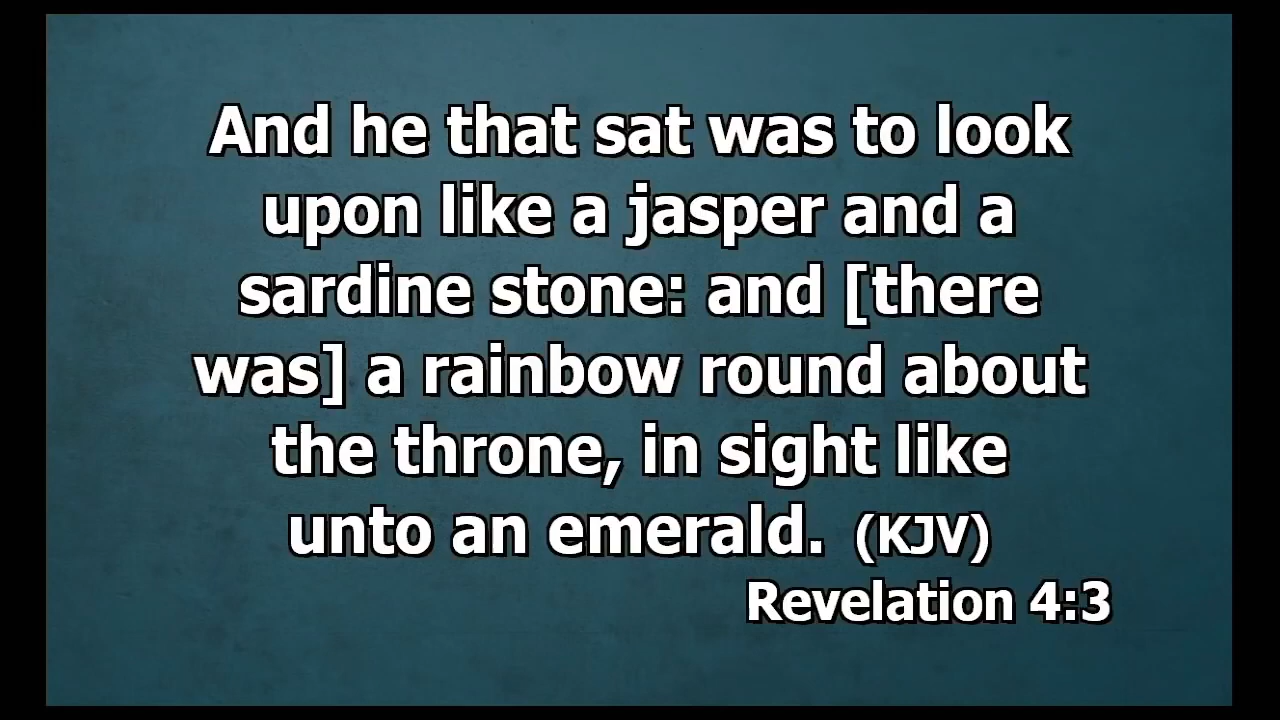 And he that sat was to look
upon like a jasper and a
sardine stone: and [there
was] a rainbow round about
the throne, in sight like
unto an emerald. (KJV)
Revelation 4:3